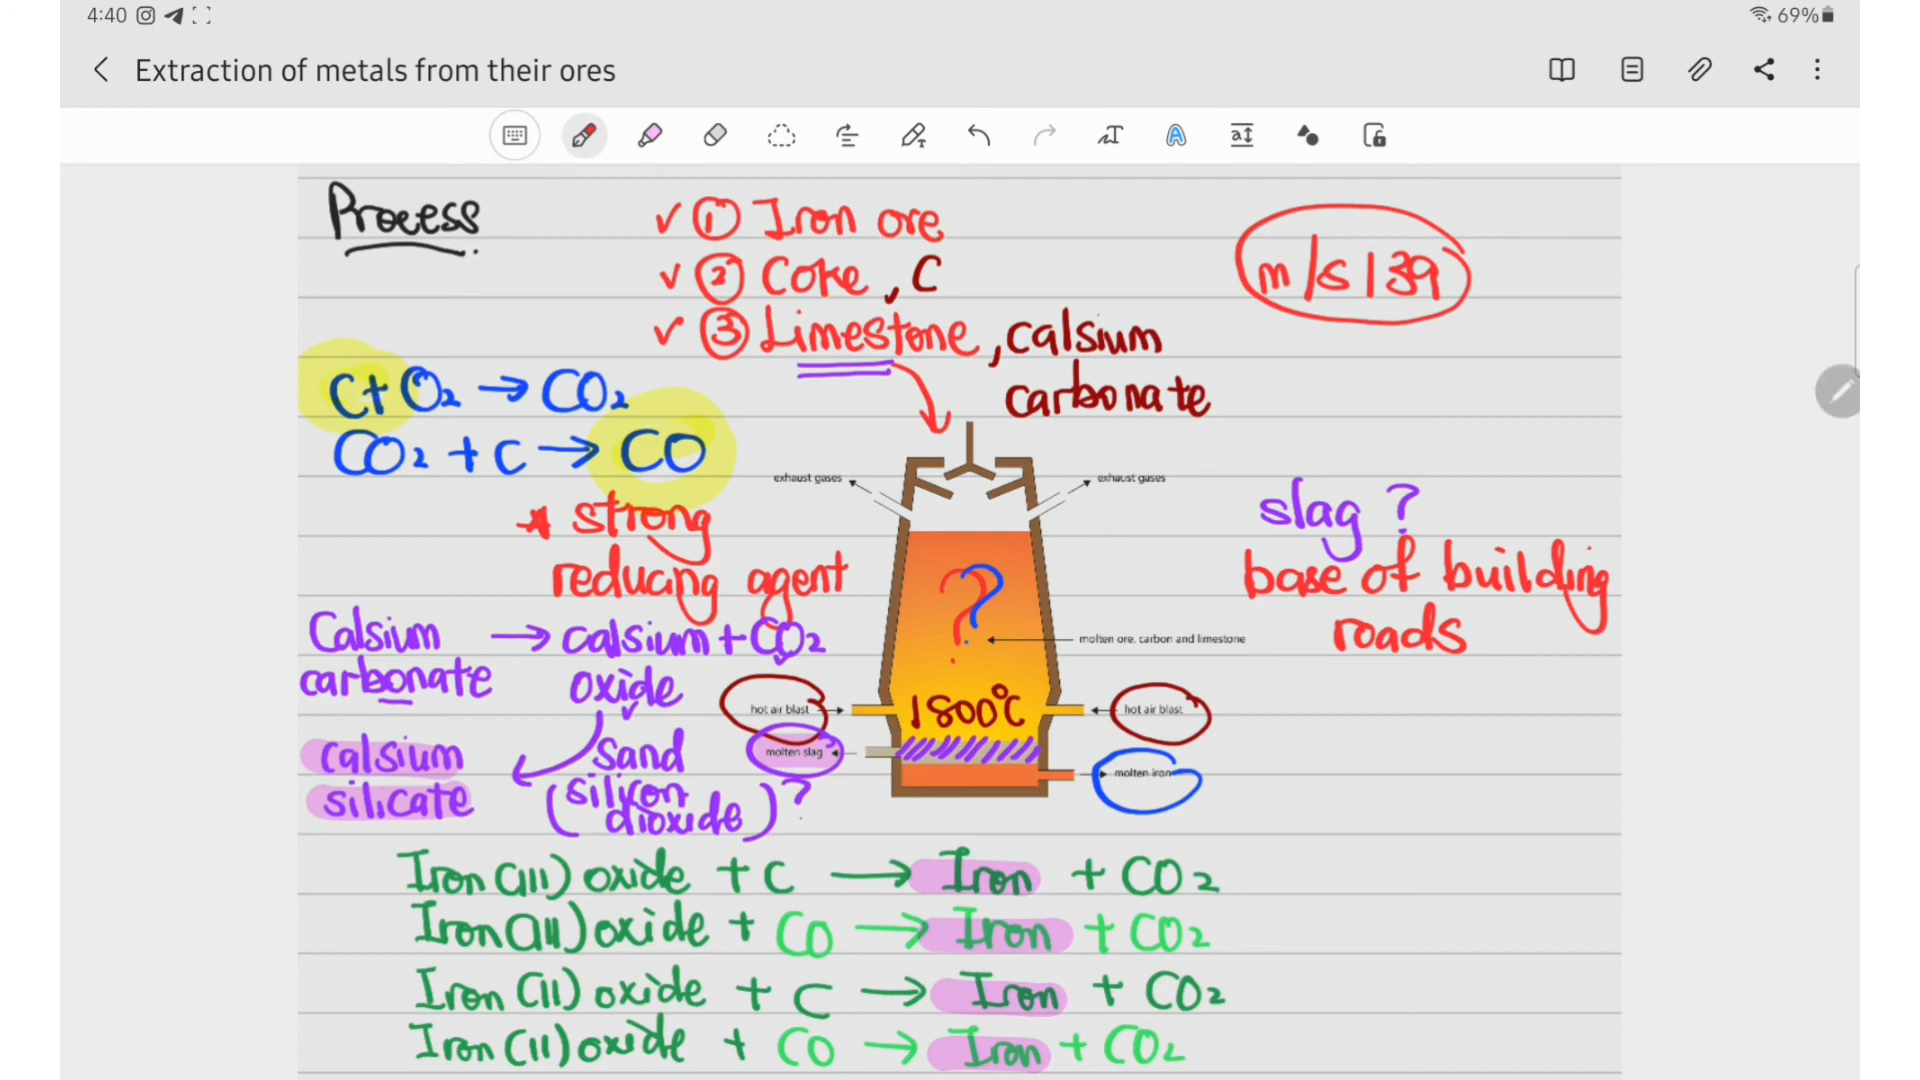 4:40
69%
Extraction of metals from their ores
Process
✓ ① Iron ore
✓ ② Coke, C
✓ ③ Limestone, calsium
carbonate
m/s 139
C + O₂ → CO₂
CO₂ + C → CO
* strong
reducing agent
exhaust gases
exhaust gases
slag ?
base of building
roads
?
molten ore, carbon and limestone
Calsium → calsium + CO₂
carbonate oxide
hot air blast
1800°C
hot air blast
molten slag
molten iron
calsium
silicate
sand
(silicon
dioxide) ?
Iron (III) oxide + C → Iron + CO₂
Iron (III) oxide + CO → Iron + CO₂
Iron (II) oxide + C → Iron + CO₂
Iron (II) oxide + CO → Iron + CO₂